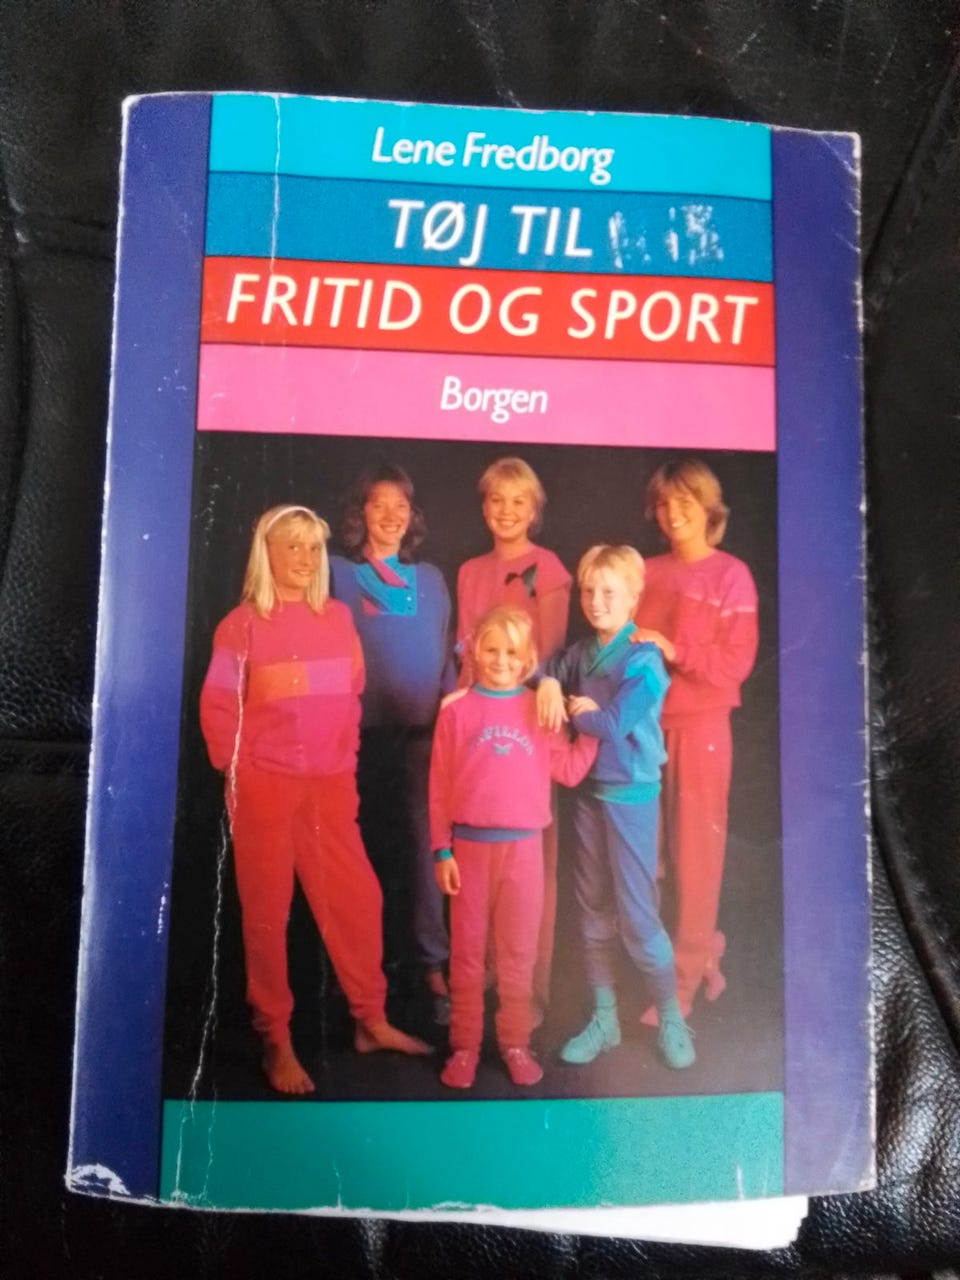 Lene Fredborg
TØJ TIL
FRITID OG SPORT
Borgen